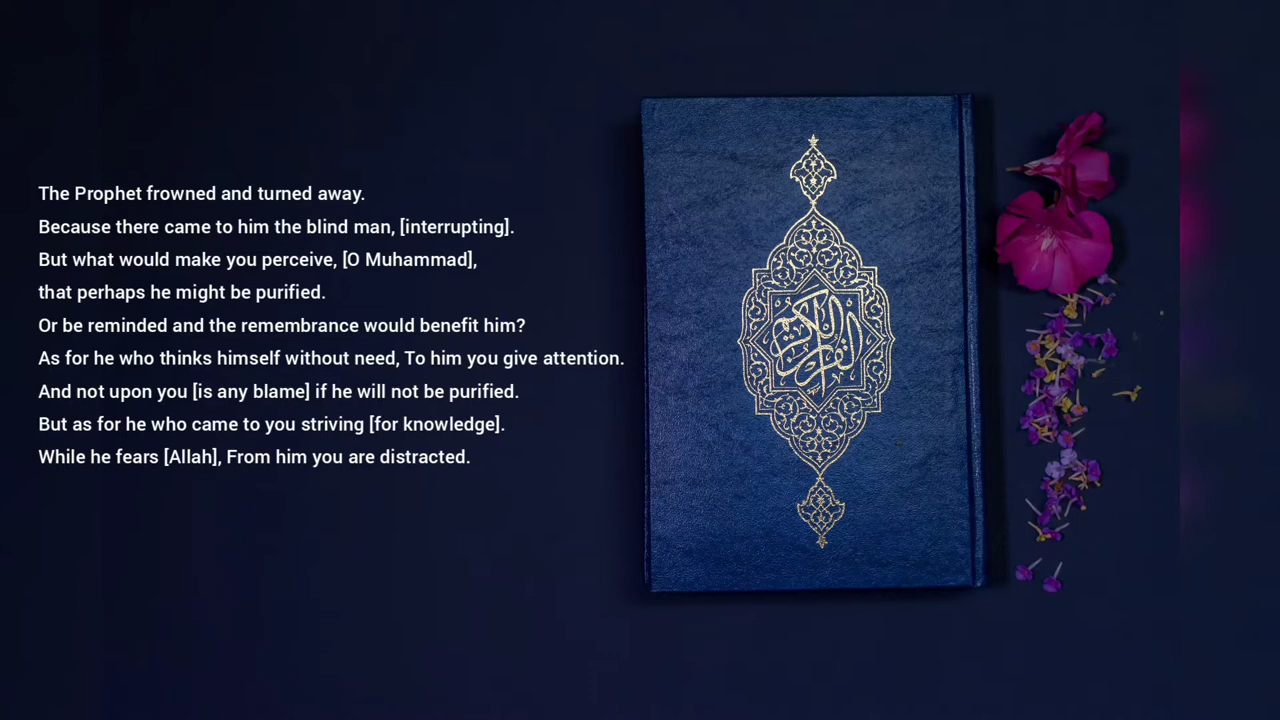 The Prophet frowned and turned away.
Because there came to him the blind man, [interrupting].
But what would make you perceive, [O Muhammad],
that perhaps he might be purified.
Or be reminded and the remembrance would benefit him?
As for he who thinks himself without need, To him you give attention.
And not upon you [is any blame] if he will not be purified.
But as for he who came to you striving [for knowledge].
While he fears [Allah], From him you are distracted.
القرآن الكريم